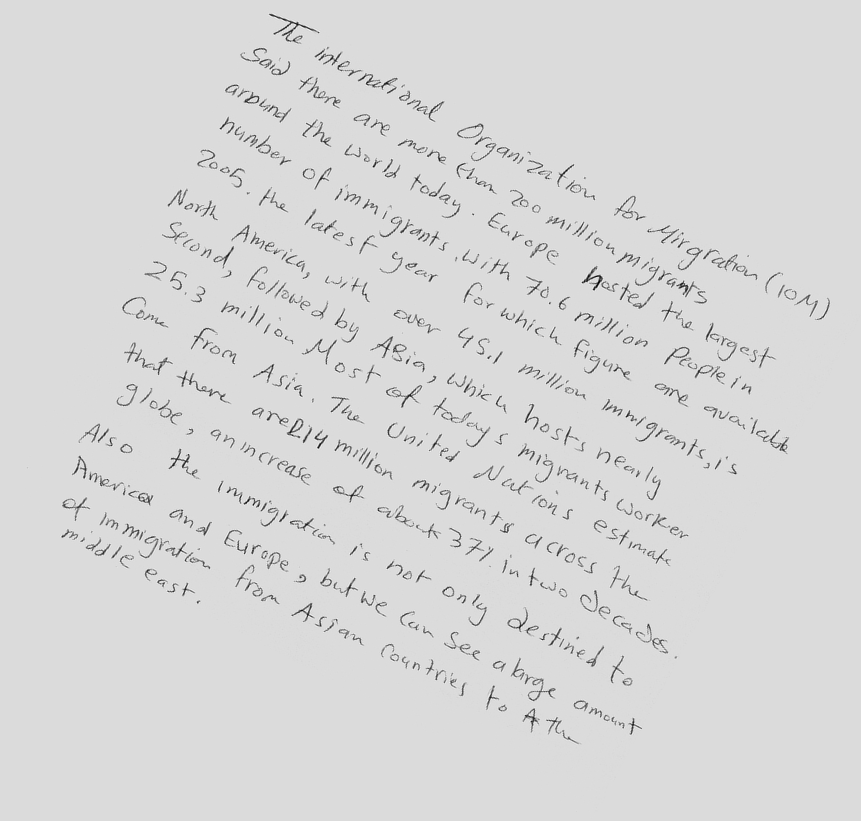 The international Organization for Mirgration (IOM)
Said there are more than 200 million migrants
around the world today. Europe hosted the largest
number of immigrants, with 70.6 million People in
2005. the latest year for which figure are available
North America, with over 45.1 million immigrants, is
Second, followed by ASia, which hosts nearly
25.3 million Most of today's migrants worker
Come from Asia. The United Nations estimate
that there are 214 million migrants across the
globe, an increase of about 37% in two decades.
Also the immigration is not only destined to
America and Europe, but we can see a large amount
of immigration from Asian Countries to the
middle east.